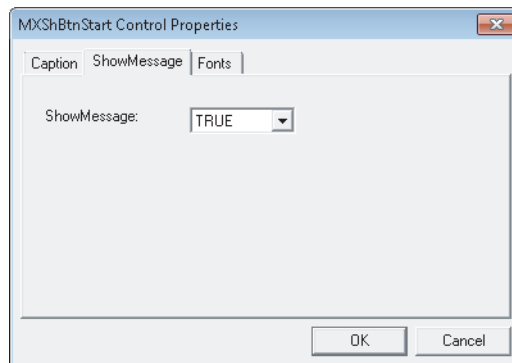 MXShBtnStart Control Properties
Caption ShowMessage Fonts
ShowMessage: TRUE
OK Cancel